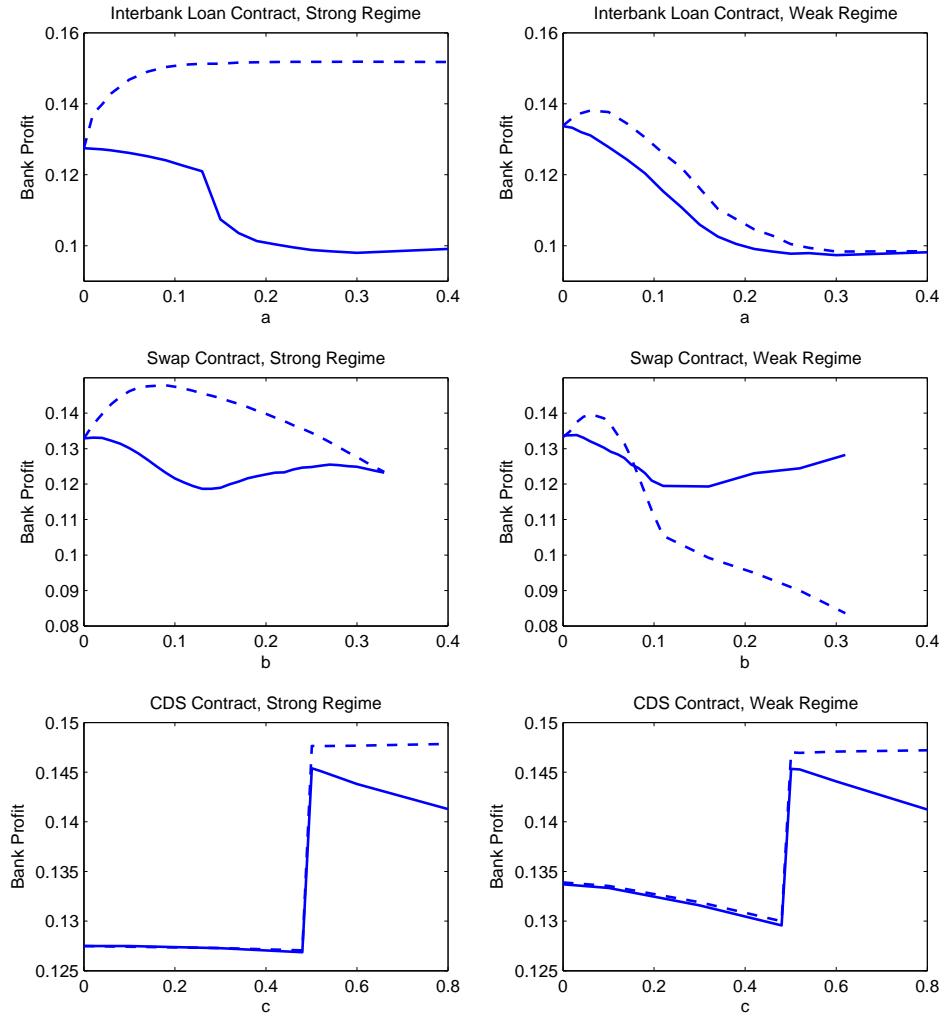 Interbank Loan Contract, Strong Regime
0.16
0.14
0.12
0.1
Bank Profit
0 0.1 0.2 0.3 0.4
a
Interbank Loan Contract, Weak Regime
0.16
0.14
0.12
0.1
Bank Profit
0 0.1 0.2 0.3 0.4
a
Swap Contract, Strong Regime
0.14
0.13
0.12
0.11
0.1
0.09
0.08
Bank Profit
0 0.1 0.2 0.3 0.4
b
Swap Contract, Weak Regime
0.14
0.13
0.12
0.11
0.1
0.09
0.08
Bank Profit
0 0.1 0.2 0.3 0.4
b
CDS Contract, Strong Regime
0.15
0.145
0.14
0.135
0.13
0.125
Bank Profit
0 0.2 0.4 0.6 0.8
c
CDS Contract, Weak Regime
0.15
0.145
0.14
0.135
0.13
0.125
Bank Profit
0 0.2 0.4 0.6 0.8
c